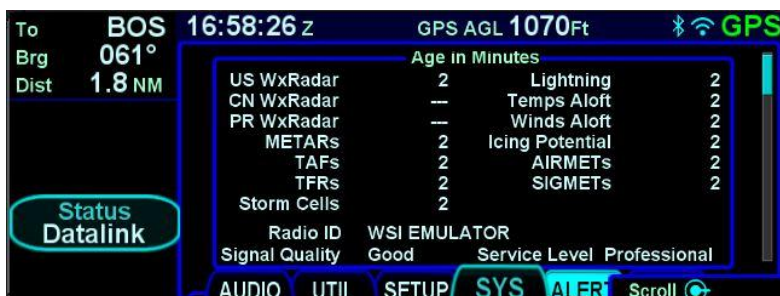 To BOS 16:58:26 Z GPS AGL 1070Ft GPS
Brg 061°
Dist 1.8 NM
Age in Minutes
US WxRadar 2 Lightning 2
CN WxRadar --- Temps Aloft 2
PR WxRadar --- Winds Aloft 2
METARs 2 Icing Potential 2
TAFs 2 AIRMETs 2
TFRs 2 SIGMETs 2
Storm Cells 2
Status
Datalink
Radio ID WSI EMULATOR
Signal Quality Good Service Level Professional
AUDIO UTIL SETUP SYS ALERT Scroll